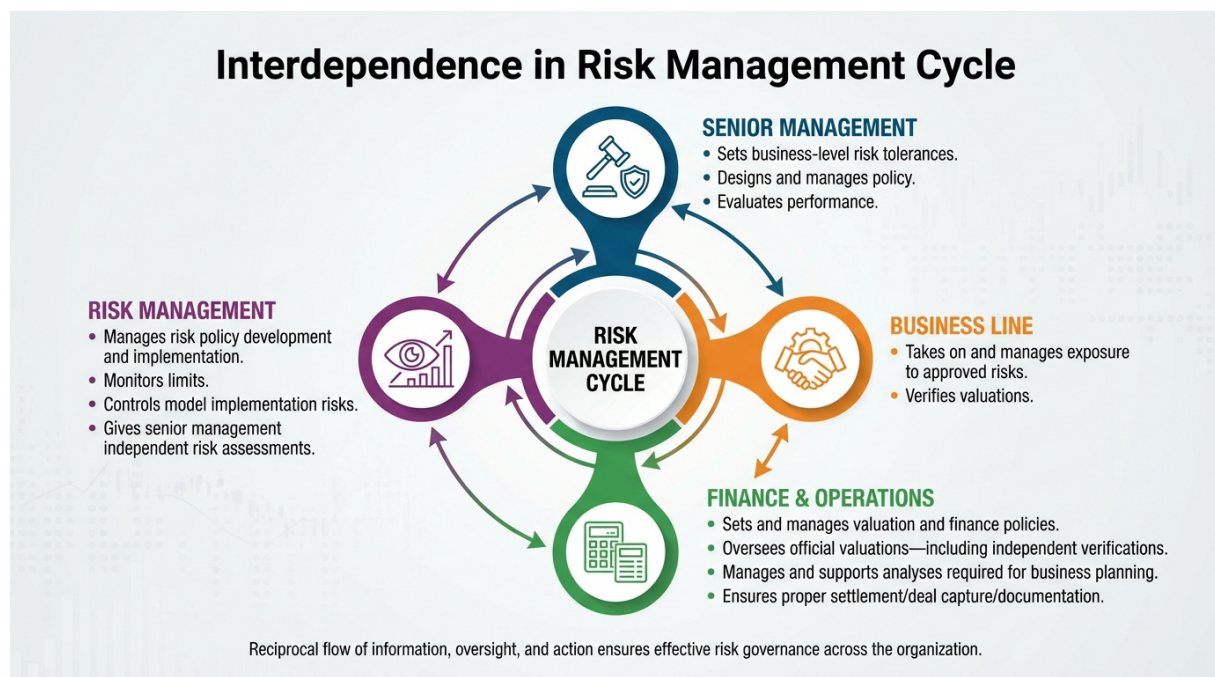 Interdependence in Risk Management Cycle
SENIOR MANAGEMENT
• Sets business-level risk tolerances.
• Designs and manages policy.
• Evaluates performance.
RISK MANAGEMENT
• Manages risk policy development
and implementation.
• Monitors limits.
• Controls model implementation risks.
• Gives senior management
independent risk assessments.
RISK
MANAGEMENT
CYCLE
BUSINESS LINE
• Takes on and manages exposure
to approved risks.
• Verifies valuations.
FINANCE & OPERATIONS
• Sets and manages valuation and finance policies.
• Oversees official valuations—including independent verifications.
• Manages and supports analyses required for business planning.
• Ensures proper settlement/deal capture/documentation.
Reciprocal flow of information, oversight, and action ensures effective risk governance across the organization.